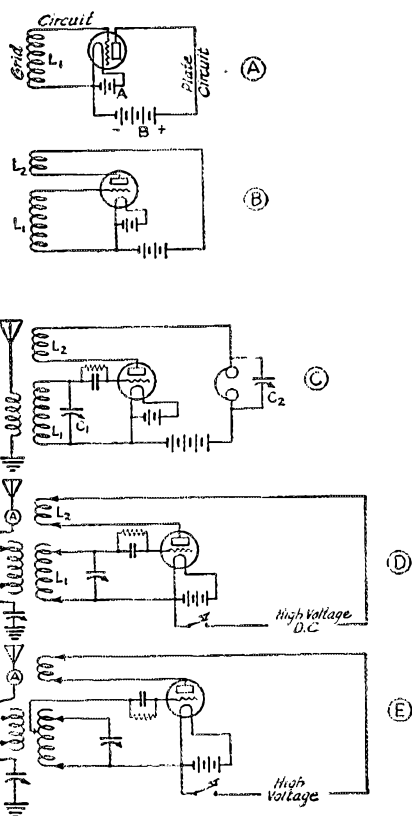 Circuit
Grid
L₁
A
Plate
Circuit
- B +
A
L₂
L₁
B
L₂
L₁
C₁
C₂
C
A
L₂
L₁
High Voltage
D.C
D
A
High
Voltage
E